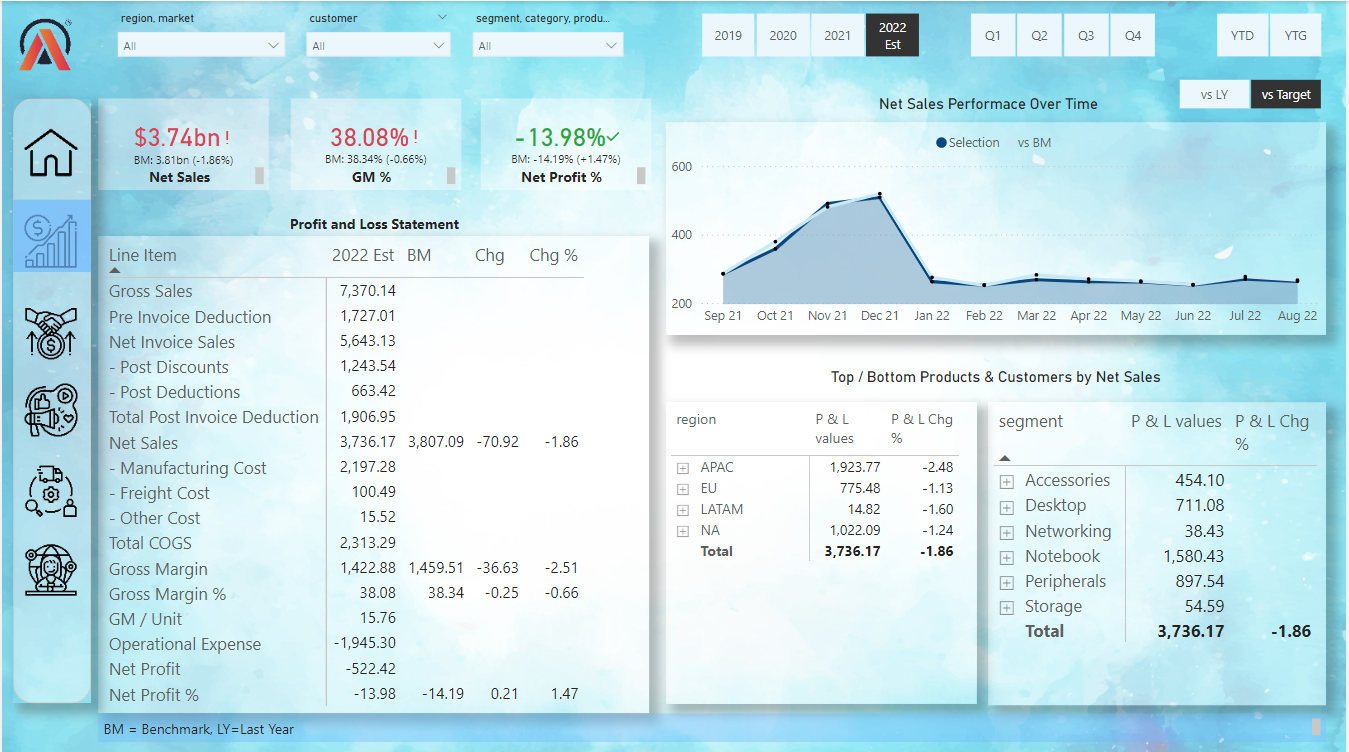 region, market
customer
segment, category, produ...
All
All
All
2019
2020
2021
2022 Est
Q1
Q2
Q3
Q4
YTD
YTG
vs LY
vs Target
$3.74bn!
BM: 3.81bn (-1.86%)
Net Sales
38.08%!
BM: 38.34% (-0.66%)
GM %
-13.98%✓
BM: -14.19% (+1.47%)
Net Profit %
Net Sales Performace Over Time
Selection vs BM
600
400
200
Sep 21 Oct 21 Nov 21 Dec 21 Jan 22 Feb 22 Mar 22 Apr 22 May 22 Jun 22 Jul 22 Aug 22
Profit and Loss Statement
Line Item 2022 Est BM Chg Chg %
Gross Sales 7,370.14
Pre Invoice Deduction 1,727.01
Net Invoice Sales 5,643.13
- Post Discounts 1,243.54
- Post Deductions 663.42
Total Post Invoice Deduction 1,906.95
Net Sales 3,736.17 3,807.09 -70.92 -1.86
- Manufacturing Cost 2,197.28
- Freight Cost 100.49
- Other Cost 15.52
Total COGS 2,313.29
Gross Margin 1,422.88 1,459.51 -36.63 -2.51
Gross Margin % 38.08 38.34 -0.25 -0.66
GM / Unit 15.76
Operational Expense -1,945.30
Net Profit -522.42
Net Profit % -13.98 -14.19 0.21 1.47
Top / Bottom Products & Customers by Net Sales
region P & L values P & L Chg %
APAC 1,923.77 -2.48
EU 775.48 -1.13
LATAM 14.82 -1.60
NA 1,022.09 -1.24
Total 3,736.17 -1.86
segment P & L values P & L Chg %
Accessories 454.10
Desktop 711.08
Networking 38.43
Notebook 1,580.43
Peripherals 897.54
Storage 54.59
Total 3,736.17 -1.86
BM = Benchmark, LY=Last Year